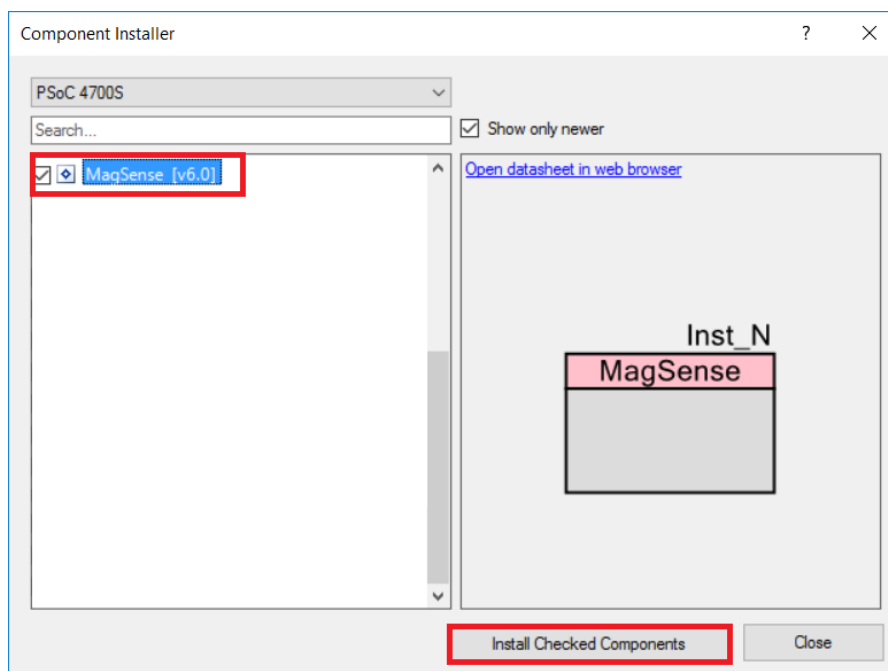 Component Installer
?
PSoC 4700S
Search...
Show only newer
MagSense [v6.0]
Open datasheet in web browser
Inst_N
MagSense
Install Checked Components
Close